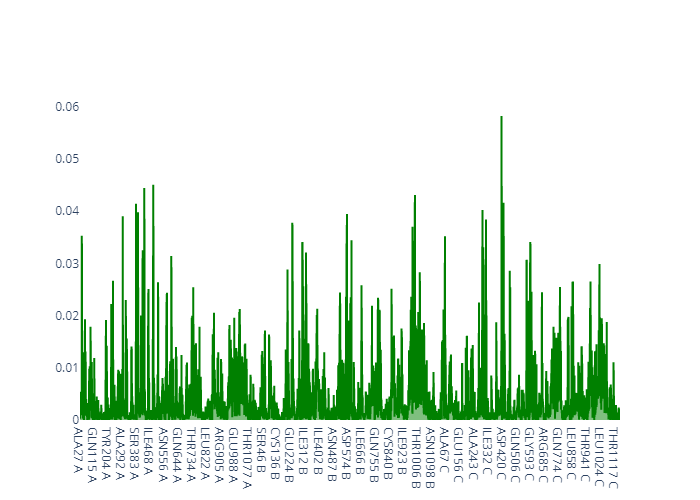 0.06
0.05
0.04
0.03
0.02
0.01
0
ALA27 A
GLN115 A
TYR204 A
ALA292 A
SER383 A
ILE468 A
ASN556 A
GLN644 A
THR734 A
LEU822 A
ARG905 A
GLU988 A
THR1077 A
SER46 B
CYS136 B
GLU224 B
ILE312 B
ILE402 B
ASN487 B
ASP574 B
ILE666 B
GLN755 B
CYS840 B
ILE923 B
THR1006 B
ASN1098 B
ALA67 C
GLU156 C
ALA243 C
ILE332 C
ASP420 C
GLN506 C
GLY593 C
ARG685 C
GLN774 C
LEU858 C
THR941 C
LEU1024 C
THR1117 C